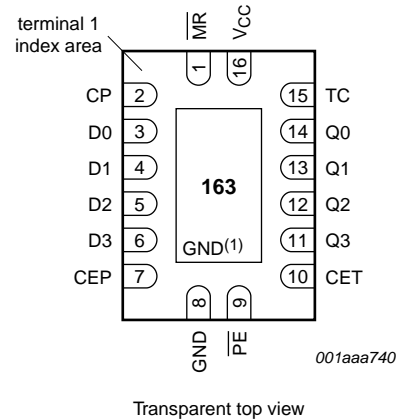 terminal 1
index area
MR
VCC
1
16
CP 2
15 TC
D0 3
14 Q0
D1 4
13 Q1
163
D2 5
12 Q2
D3 6
11 Q3
GND(1)
CEP 7
10 CET
8
9
GND
PE
001aaa740
Transparent top view